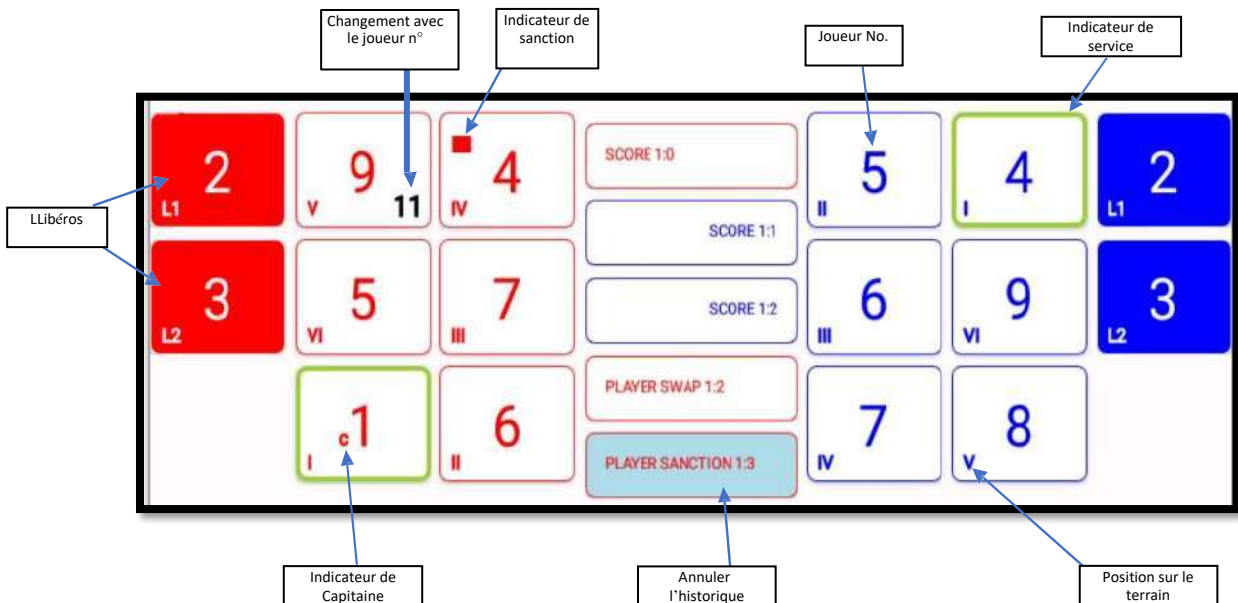 Changement avec
le joueur n°
Indicateur de
sanction
Joueur No.
Indicateur de
service
LLibéros
2
L1
9
V
11
4
IV
SCORE 1:0
5
II
4
I
2
L1
3
L2
5
VI
7
III
SCORE 1:1
SCORE 1:2
6
III
9
VI
3
L2
c1
I
6
II
PLAYER SWAP 1:2
PLAYER SANCTION 1:3
7
IV
8
V
Indicateur de
Capitaine
Annuler
l'historique
Position sur le
terrain